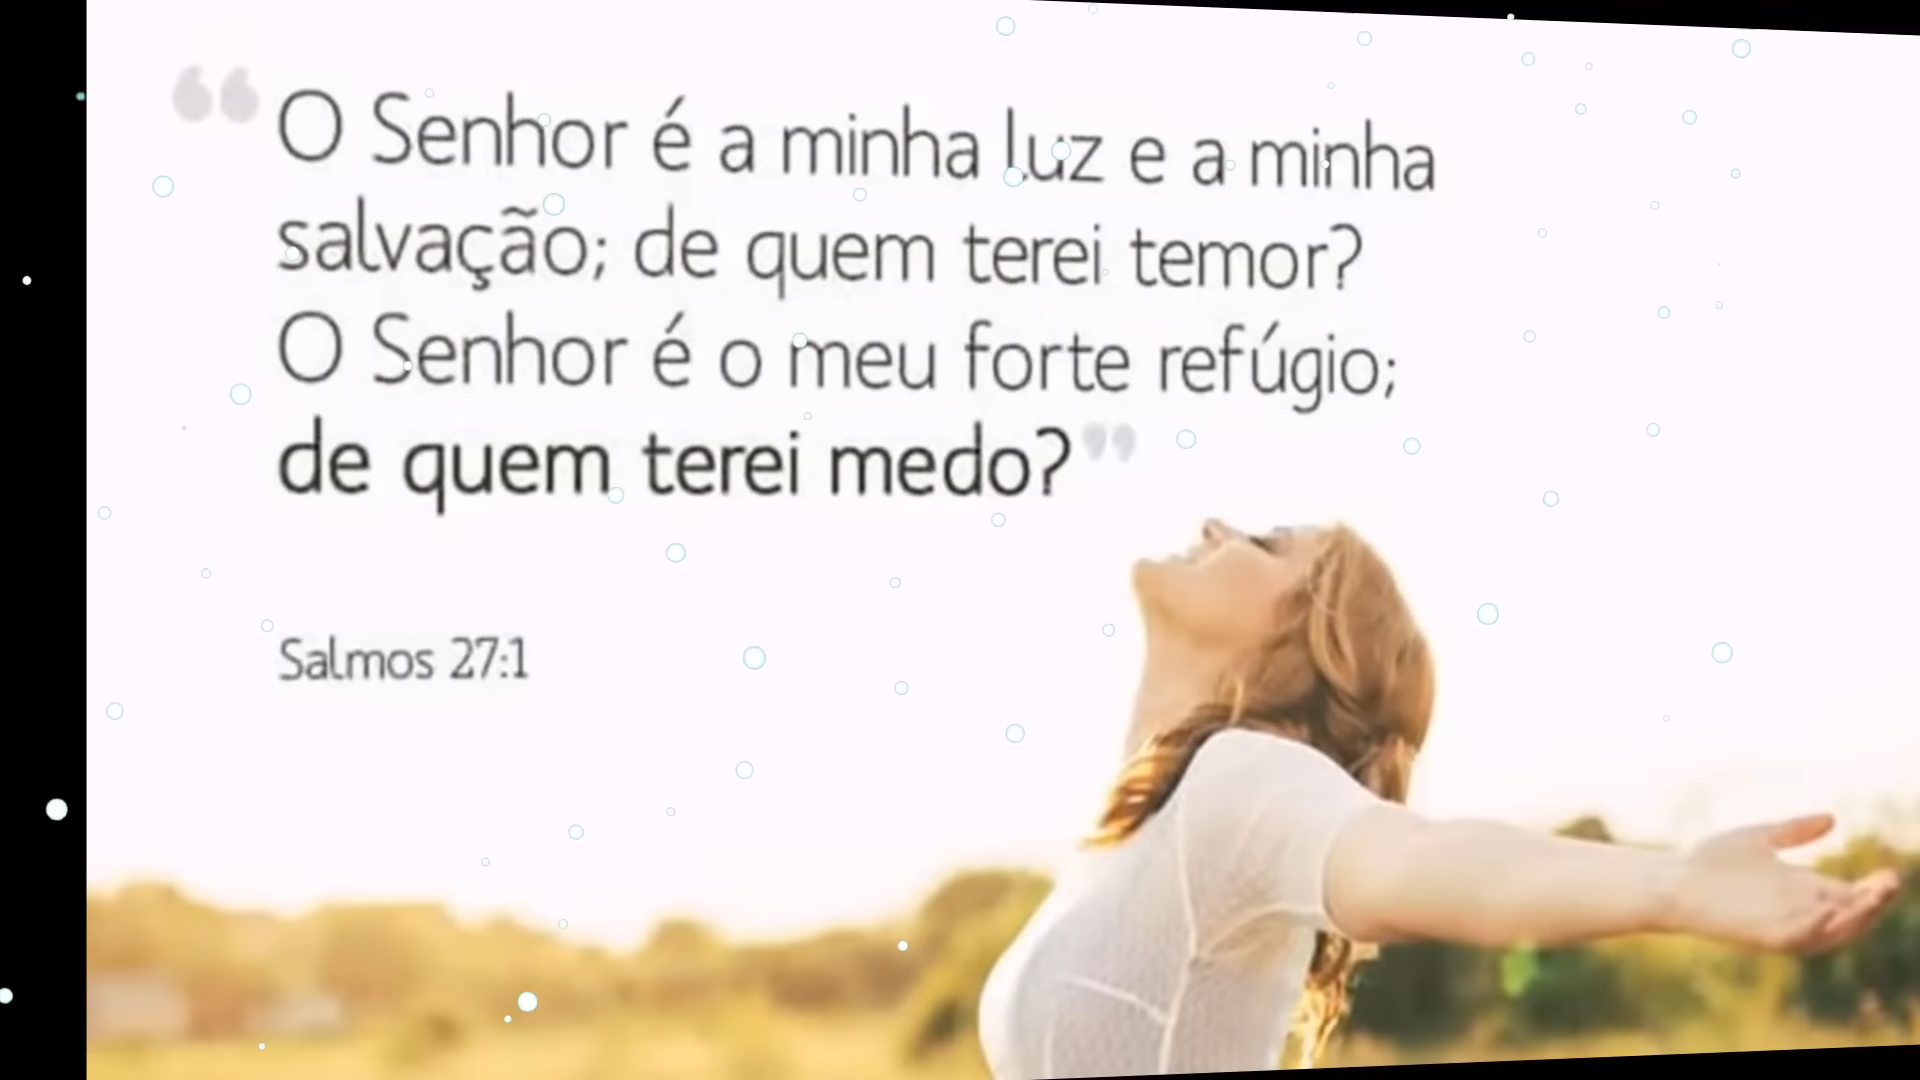 “O Senhor é a minha luz e a minha
salvação; de quem terei temor?
O Senhor é o meu forte refúgio;
de quem terei medo?”
Salmos 27:1